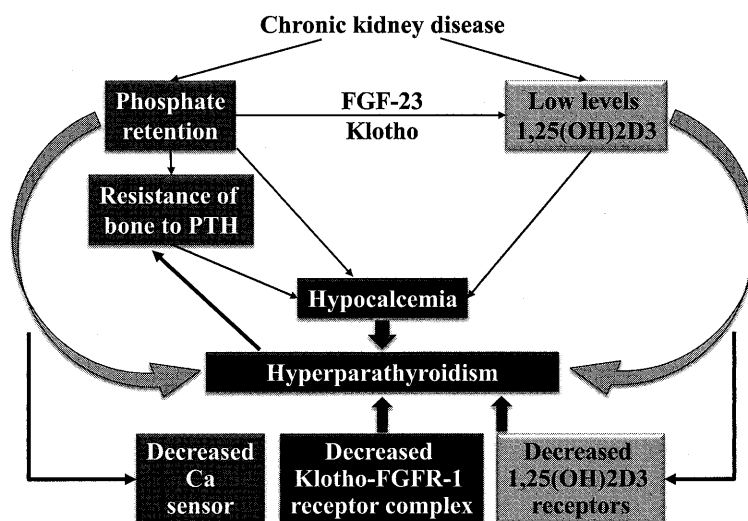 Chronic kidney disease
Phosphate
retention
FGF-23
Klotho
Low levels
1,25(OH)2D3
Resistance of
bone to PTH
Hypocalcemia
Hyperparathyroidism
Decreased
Ca
sensor
Decreased
Klotho-FGFR-1
receptor complex
Decreased
1,25(OH)2D3
receptors